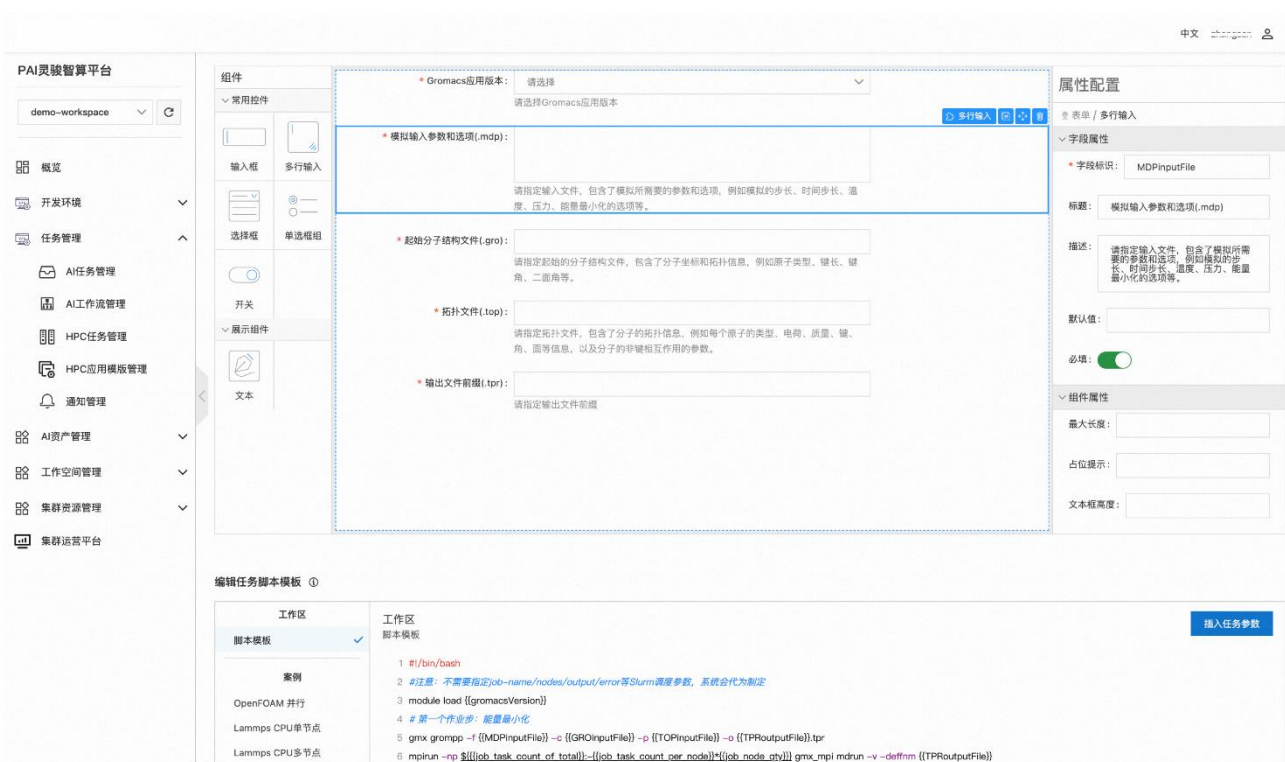 中文
PAI灵骏智算平台
demo-workspace
概览
开发环境
任务管理
AI任务管理
AI工作流管理
HPC任务管理
HPC应用模版管理
通知管理
AI资产管理
工作空间管理
集群资源管理
集群运营平台
组件
常用控件
输入框
多行输入
选择框
单选框组
开关
展示组件
文本
* Gromacs应用版本:
请选择
请选择Gromacs应用版本
多行输入
* 模拟输入参数和选项(.mdp):
请指定输入文件，包含了模拟所需要的参数和选项，例如模拟的步长、时间步长、温
度、压力、能量最小化的选项等。
* 起始分子结构文件(.gro):
请指定起始的分子结构文件，包含了分子坐标和拓扑信息，例如原子类型、键长、键
角、二面角等。
* 拓扑文件(.top):
请指定拓扑文件，包含了分子的拓扑信息，例如每个原子的类型、电荷、质量、键、
角、面等信息，以及分子的非键相互作用的参数。
* 输出文件前缀(.tpr):
请指定输出文件前缀
属性配置
表单 / 多行输入
字段属性
* 字段标识: MDPinputFile
标题: 模拟输入参数和选项(.mdp)
描述: 请指定输入文件，包含了模拟所需
要的参数和选项，例如模拟的步
长、时间步长、温度、压力、能量
最小化的选项等。
默认值:
必填:
组件属性
最大长度:
占位提示:
文本框高度:
编辑任务脚本模板
工作区
脚本模板
案例
OpenFOAM 并行
Lammps CPU单节点
Lammps CPU多节点
工作区
脚本模板
插入任务参数
1 #!/bin/bash
2 #注意：不需要指定job-name/nodes/output/error等Slurm调度参数，系统会代为制定
3 module load {{gromacsVersion}}
4 # 第一个作业步：能量最小化
5 gmx grompp -f {{MDPinputFile}} -c {{GROinputFile}} -p {{TOPinputFile}} -o {{TPRoutputFile}}.tpr
6 mpirun -np ${{{job_task_count_of_total}}:-{{job_task_count_per_node}}*{{job_node_qty}}} gmx_mpi mdrun -v -deffnm {{TPRoutputFile}}